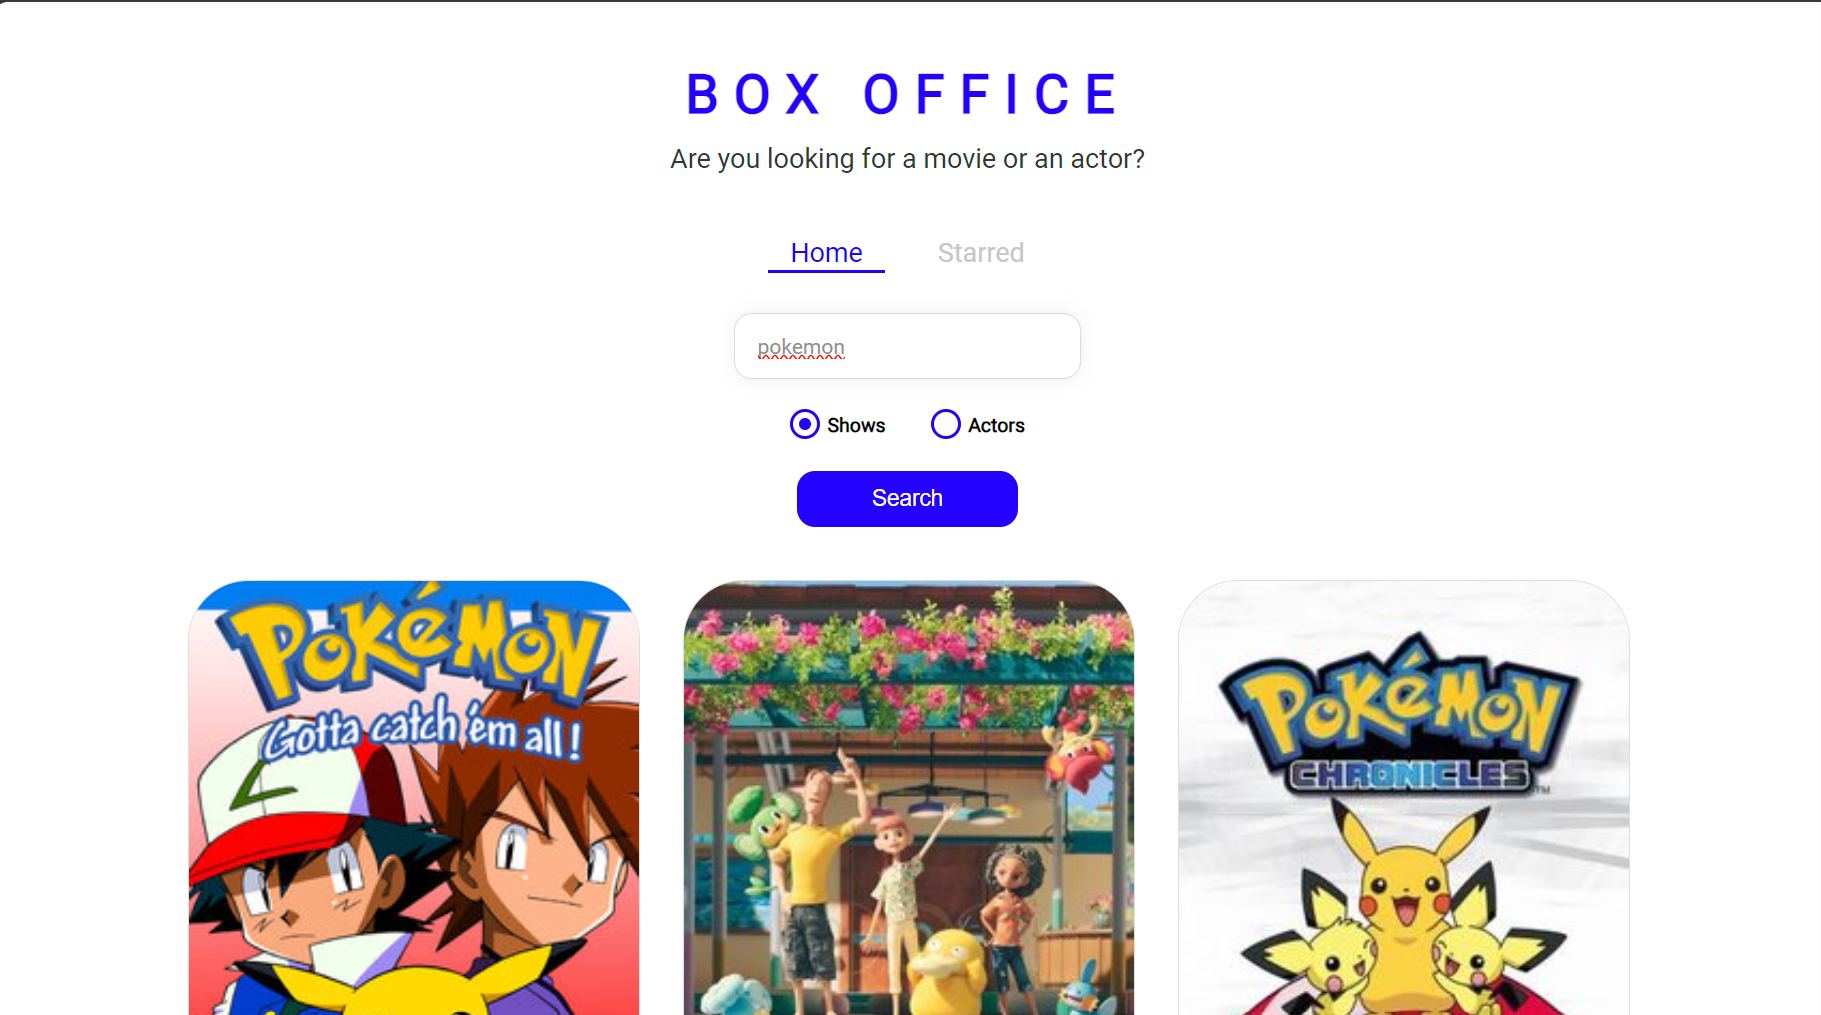 BOX OFFICE
Are you looking for a movie or an actor?
Home Starred
pokemon
Shows Actors
Search
POKéMON
Gotta catch 'em all!
POKéMON
CHRONICLES™